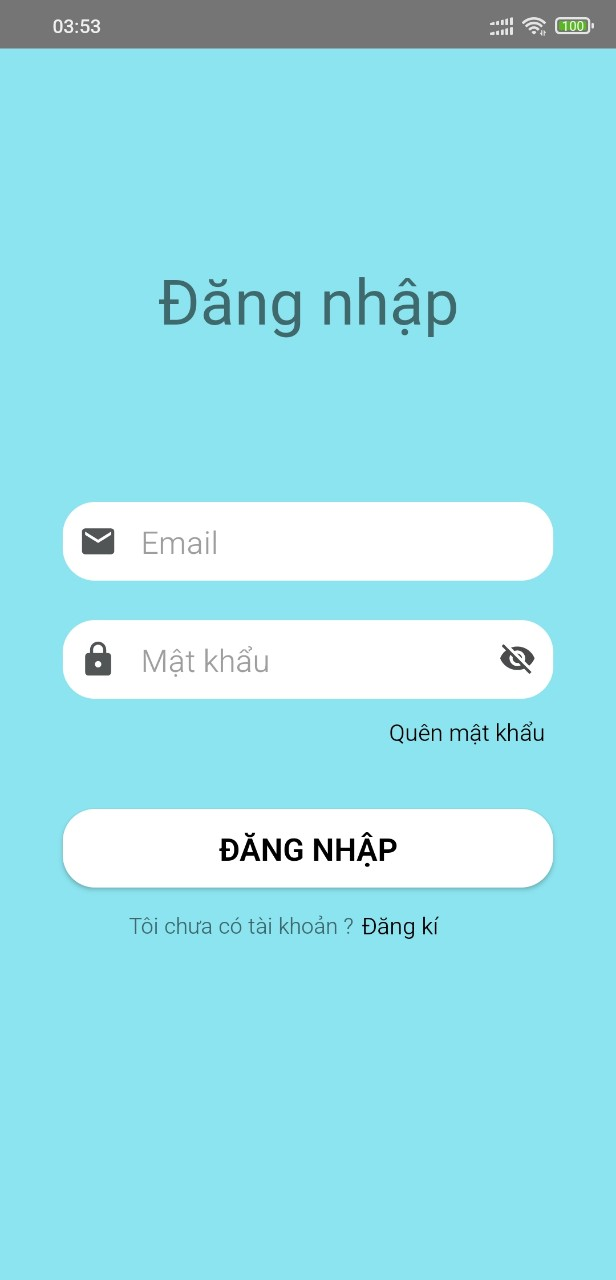 03:53
100
Đăng nhập
Email
Mật khẩu
Quên mật khẩu
ĐĂNG NHẬP
Tôi chưa có tài khoản ? Đăng kí